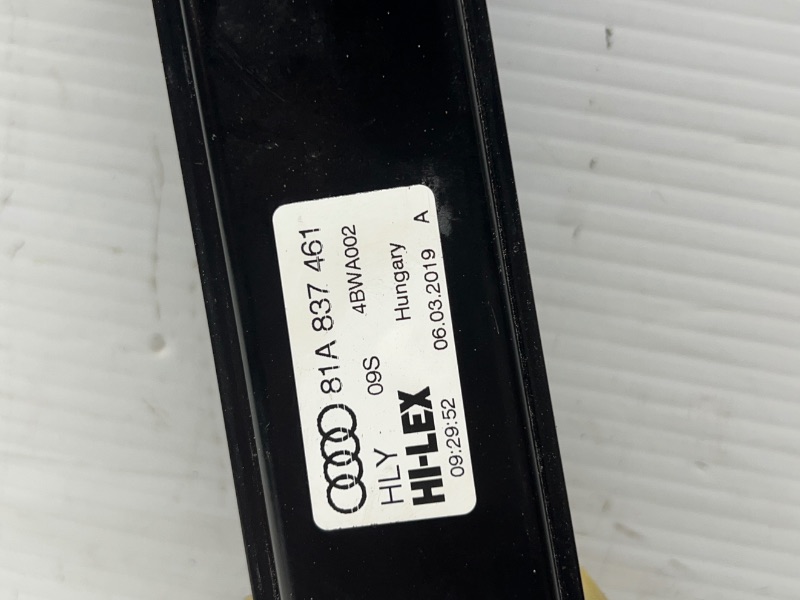 81A 837 461
HLY 09S 4BWA002
HI-LEX Hungary
09:29:52 06.03.2019 A